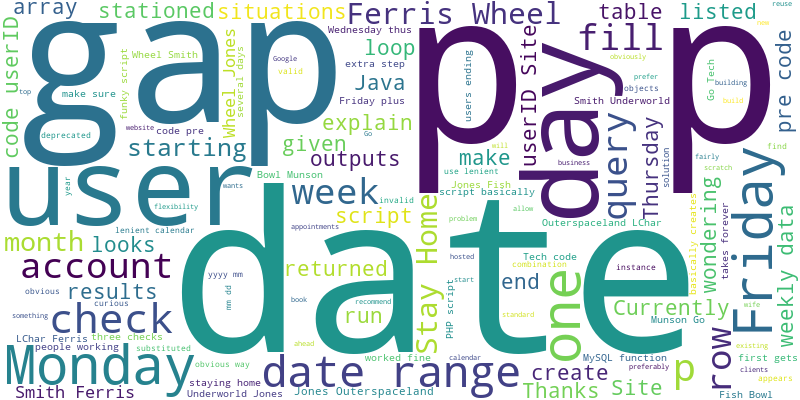 array
stationed
situations
Ferris Wheel
table
listed
Wednesday thus
loop
extra step
Java
Friday plus
explain
outputs
gap
p p
day
fill
users ending
userID Site
Smith Underworld
objects
query
Thursday
Go Tech
building
build
now
reuse
obviously
prefer
pre code
find
code userID
top
make sure
deprecated
website
funky script
Wheel Smith
code pre
Wheel Jones
several days
Google
valid
starting
given
user
year
flexibility
wants
Bowl Munson
week
make
use lenient
Jones Fish
script basically
invalid
script
appointments
business
will
solution
allow
fairly
scratch
Wondering
takes forever
basically creates
Friday
weekly data
month
looks
lenient calendar
yyyy mm
mm dd
Outerspaceland LChar
problem
Tech code
hosted
combination
instance
start
standard
account
returned
Stay Home
PHP script
end
one
Currently
Munson Go
MySQL function
preferably
wife
existing
obvious
results
curious
something
check
book
run
recommend
obvious way
date
create
Thanks
Site
p
row
first gets
clients
appears
LChar Ferris
three checks
people working
substituted
worked fine
Go
ahead
calendar
Monday
staying home
date range
Smith Ferris
Underworld Jones
Jones Outerspaceland
Fish Bowl